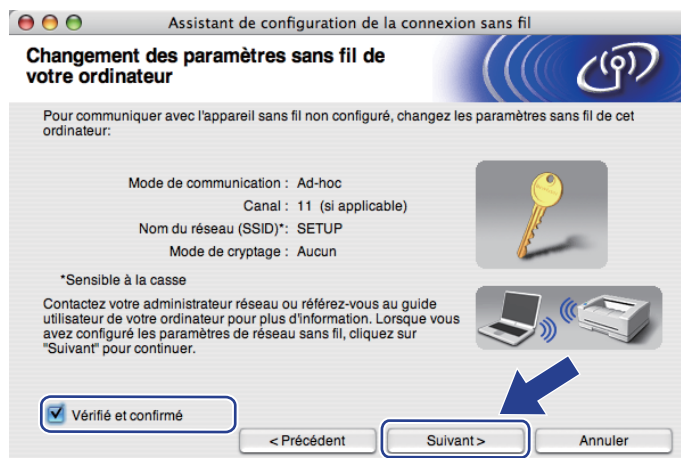 Assistant de configuration de la connexion sans fil
Changement des paramètres sans fil de
votre ordinateur
Pour communiquer avec l'appareil sans fil non configuré, changez les paramètres sans fil de cet
ordinateur:
Mode de communication : Ad-hoc
Canal : 11 (si applicable)
Nom du réseau (SSID)*: SETUP
Mode de cryptage : Aucun
*Sensible à la casse
Contactez votre administrateur réseau ou référez-vous au guide
utilisateur de votre ordinateur pour plus d'information. Lorsque vous
avez configuré les paramètres de réseau sans fil, cliquez sur
"Suivant" pour continuer.
Vérifié et confirmé
< Précédent Suivant > Annuler